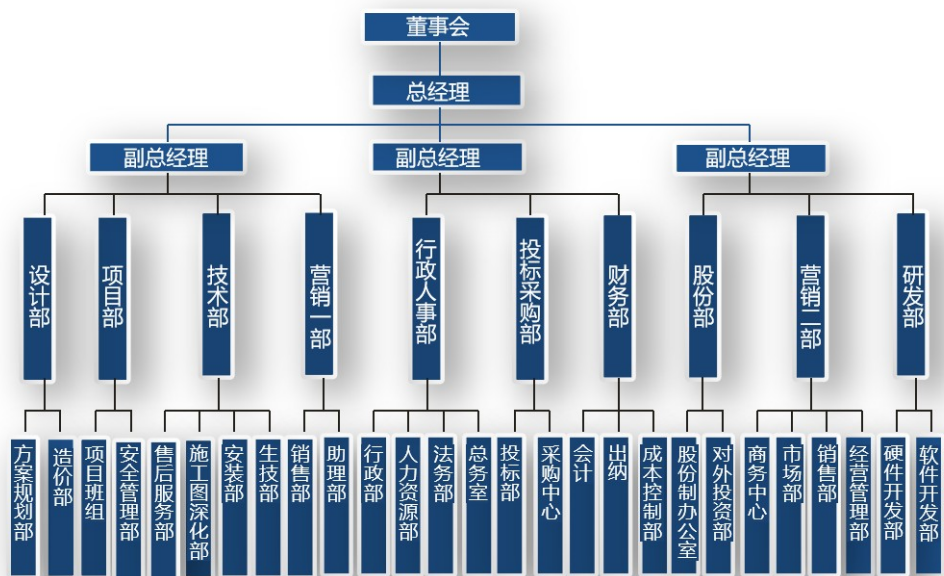 董事会
总经理
副总经理
副总经理
副总经理
设计部
项目部
技术部
营销一部
行政人事部
投标采购部
财务部
股份部
营销二部
研发部
方案规划部
造价部
项目班组
安全管理部
售后服务部
施工图深化部
安装部
生技部
销售部
助理部
行政部
人力资源部
法务部
总务室
投标部
采购中心
会计
出纳
成本控制部
股份制办公室
对外投资部
商务中心
市场部
销售部
经营管理部
硬件开发部
软件开发部